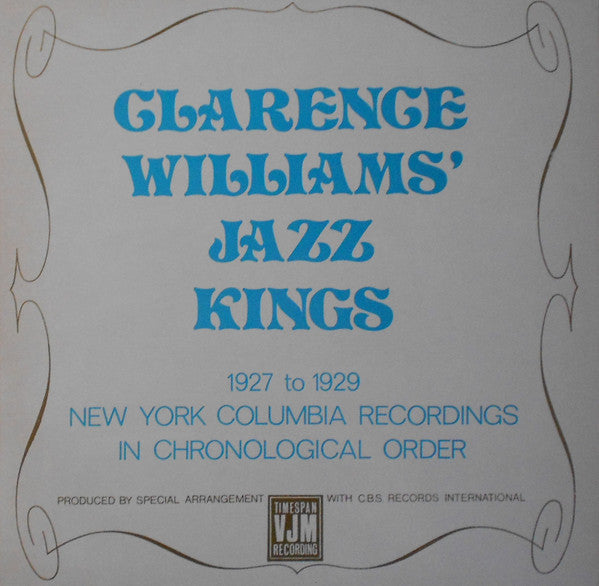 CLARENCE
WILLIAMS'
JAZZ
KINGS
1927 to 1929
NEW YORK COLUMBIA RECORDINGS
IN CHRONOLOGICAL ORDER
PRODUCED BY SPECIAL ARRANGEMENT WITH C.B.S. RECORDS INTERNATIONAL
TIMESPAN
VJM
RECORDING